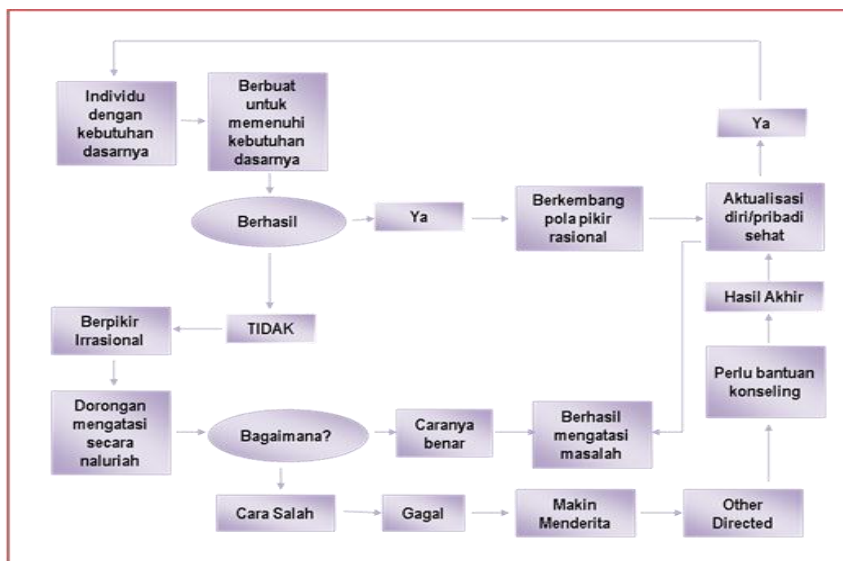 Individu
dengan
kebutuhan
dasarnya
Berbuat
untuk
memenuhi
kebutuhan
dasarnya
Ya
Berhasil
Ya
Berkembang
pola pikir
rasional
Aktualisasi
diri/pribadi
sehat
Hasil Akhir
Berpikir
Irrasional
TIDAK
Perlu bantuan
konseling
Dorongan
mengatasi
secara
naluriah
Bagaimana?
Caranya
benar
Berhasil
mengatasi
masalah
Cara Salah
Gagal
Makin
Menderita
Other
Directed